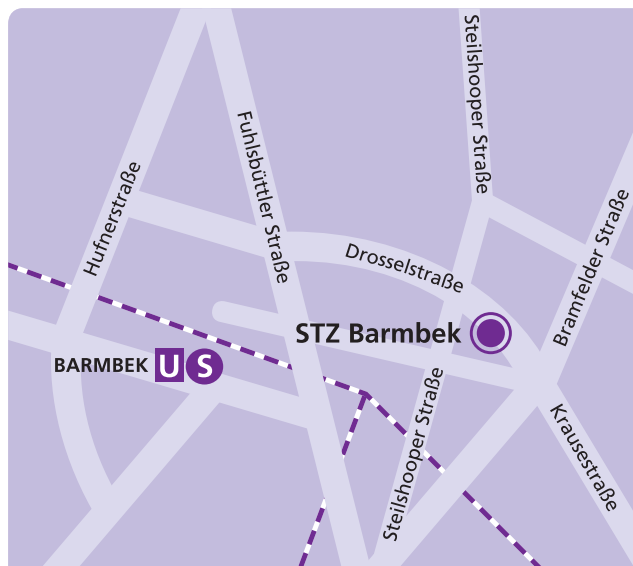 Steilshooper Straße
Fuhlsbüttler Straße
Hufnerstraße
Bramfelder Straße
Drosselstraße
STZ Barmbek
BARMBEK U S
Steilshooper Straße
Krausestraße